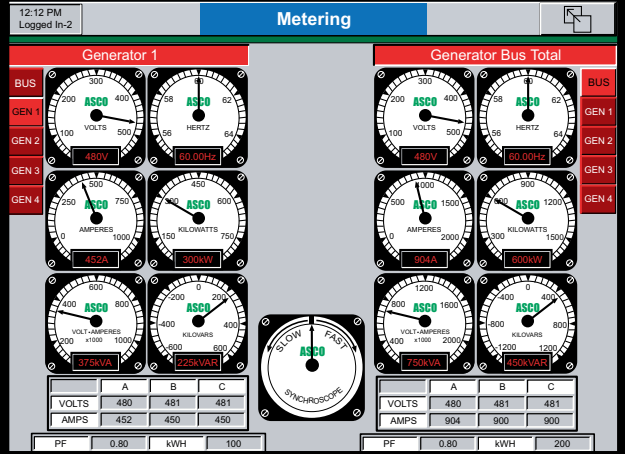 12:12 PM
Logged In-2
Metering
Generator 1
Generator Bus Total
BUS
GEN 1
GEN 2
GEN 3
GEN 4
100 200 300 400 500
ASCO
VOLTS
480V
56 58 60 62 64
ASCO
HERTZ
60.00Hz
0 250 500 750 1000
ASCO
AMPERES
452A
150 300 450 600 750
ASCO
KILOWATTS
300kW
200 400 600 800 1000
ASCO
VOLT-AMPERES
x1000
375kVA
-600 -400 -200 0 200 400 600
ASCO
KILOVARS
225kVAR
SLOW FAST
ASCO
SYNCHROSCOPE
100 200 300 400 500
ASCO
VOLTS
480V
56 58 60 62 64
ASCO
HERTZ
60.00Hz
0 500 1000 1500 2000
ASCO
AMPERES
904A
300 600 900 1200 1500
ASCO
KILOWATTS
600kW
400 800 1200 1600 2000
ASCO
VOLT-AMPERES
x1000
750kVA
-1200 -800 -400 0 400 800 1200
ASCO
KILOVARS
450kVAR
BUS
GEN 1
GEN 2
GEN 3
GEN 4
A B C
VOLTS 480 481 481
AMPS 452 450 450
PF 0.80 kWH 100
A B C
VOLTS 480 481 481
AMPS 904 900 900
PF 0.80 kWH 200